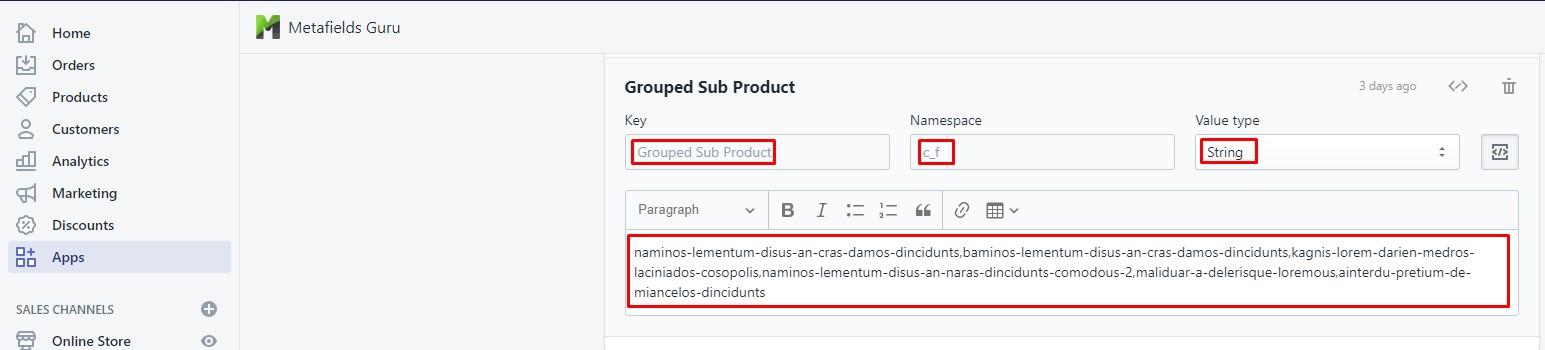 Home
Orders
Products
Customers
Analytics
Marketing
Discounts
Apps
SALES CHANNELS
Online Store
Metafields Guru
Grouped Sub Product
3 days ago
Key
Namespace
Value type
Grouped Sub Product
c_f
String
Paragraph
naminos-lementum-disus-an-cras-damos-dincidunts,baminos-lementum-disus-an-cras-damos-dincidunts,kagnis-lorem-darien-medros-
laciniados-cosopolis,naminos-lementum-disus-an-naras-dincidunts-comodous-2,maliduar-a-delerisque-loremous,ainterdu-pretium-de-
miancelos-dincidunts